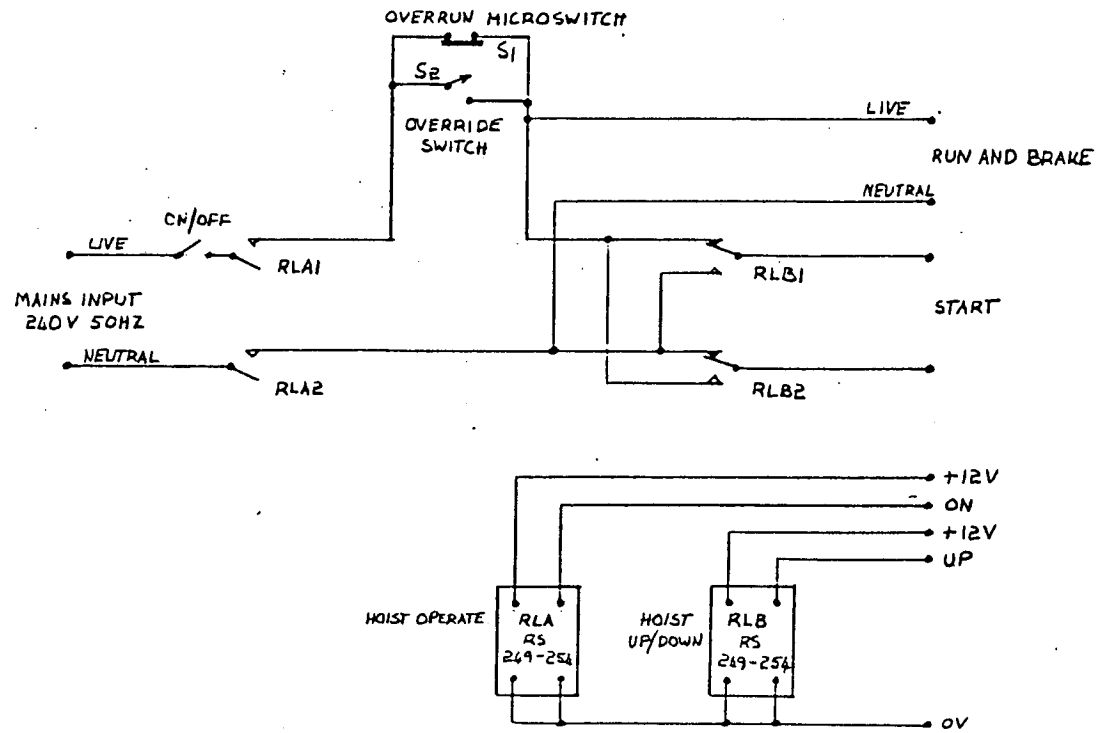 OVERRUN MICROSWITCH
S1
S2
OVERRIDE
SWITCH
LIVE
RUN AND BRAKE
NEUTRAL
ON/OFF
LIVE
RLA1
RLB1
MAINS INPUT
240V 50HZ
START
NEUTRAL
RLA2
RLB2
+12V
ON
+12V
UP
HOIST OPERATE
RLA
RS
249-254
HOIST
UP/DOWN
RLB
RS
249-254
0V